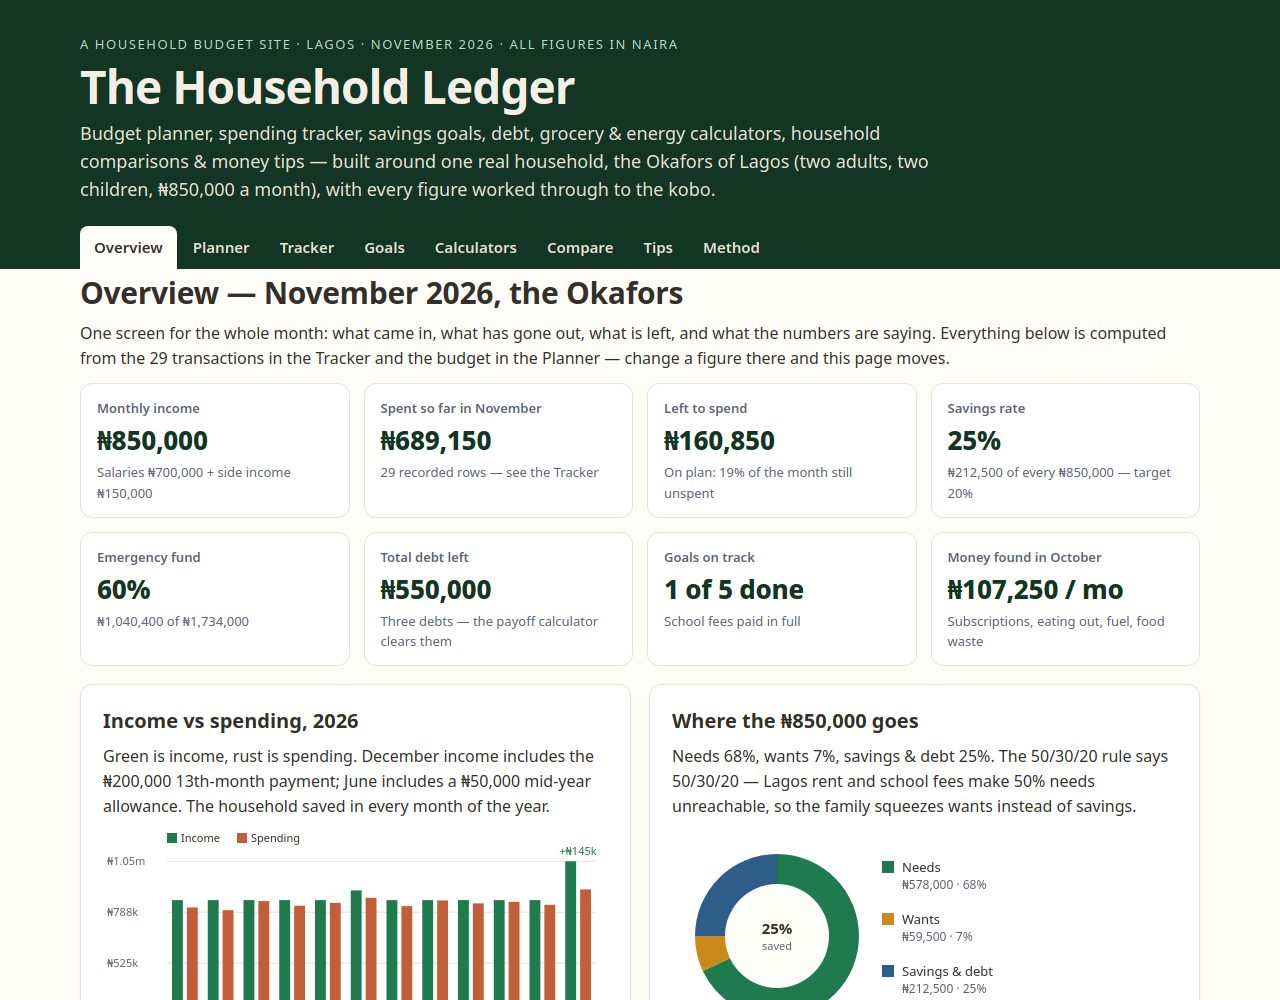 A HOUSEHOLD BUDGET SITE · LAGOS · NOVEMBER 2026 · ALL FIGURES IN NAIRA
The Household Ledger
Budget planner, spending tracker, savings goals, debt, grocery & energy calculators, household
comparisons & money tips — built around one real household, the Okafors of Lagos (two adults, two
children, ₦850,000 a month), with every figure worked through to the kobo.
Overview Planner Tracker Goals Calculators Compare Tips Method
Overview — November 2026, the Okafors
One screen for the whole month: what came in, what has gone out, what is left, and what the numbers are saying. Everything below is computed
from the 29 transactions in the Tracker and the budget in the Planner — change a figure there and this page moves.
Monthly income
₦850,000
Salaries ₦700,000 + side income
₦150,000
Spent so far in November
₦689,150
29 recorded rows — see the Tracker
Left to spend
₦160,850
On plan: 19% of the month still
unspent
Savings rate
25%
₦212,500 of every ₦850,000 — target
20%
Emergency fund
60%
₦1,040,400 of ₦1,734,000
Total debt left
₦550,000
Three debts — the payoff calculator
clears them
Goals on track
1 of 5 done
School fees paid in full
Money found in October
₦107,250 / mo
Subscriptions, eating out, fuel, food
waste
Income vs spending, 2026
Green is income, rust is spending. December income includes the
₦200,000 13th-month payment; June includes a ₦50,000 mid-year
allowance. The household saved in every month of the year.
Income Spending
+₦145k
₦1.05m
₦788k
₦525k
Where the ₦850,000 goes
Needs 68%, wants 7%, savings & debt 25%. The 50/30/20 rule says
50/30/20 — Lagos rent and school fees make 50% needs
unreachable, so the family squeezes wants instead of savings.
25%
saved
Needs
₦578,000 · 68%
Wants
₦59,500 · 7%
Savings & debt
₦212,500 · 25%